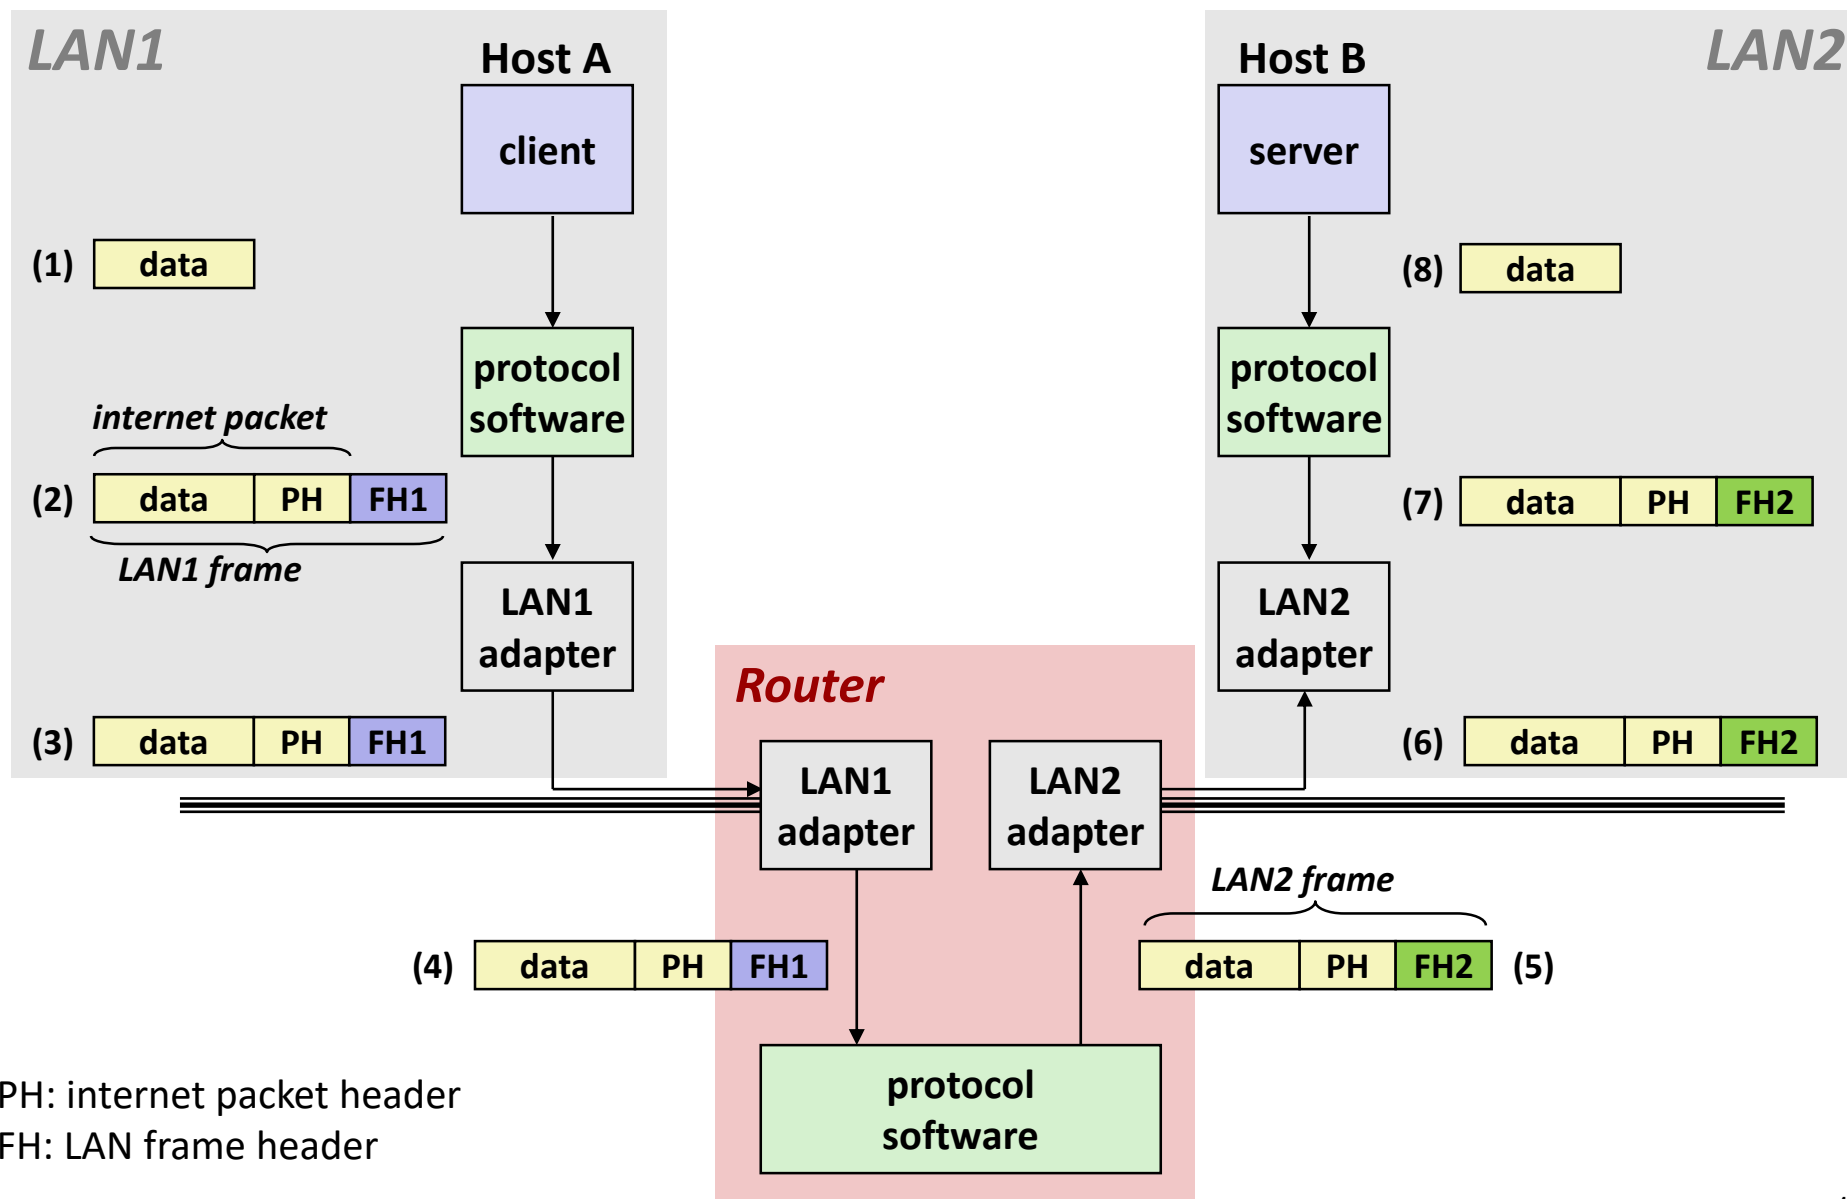 LAN1
Host A
client
(1) data
protocol
software
internet packet
(2) data PH FH1
LAN1 frame
LAN1
adapter
(3) data PH FH1
Host B
LAN2
server
(8) data
protocol
software
(7) data PH FH2
LAN2
adapter
(6) data PH FH2
Router
LAN1
adapter
LAN2
adapter
LAN2 frame
(4) data PH FH1
data PH FH2 (5)
protocol
software
PH: internet packet header
FH: LAN frame header